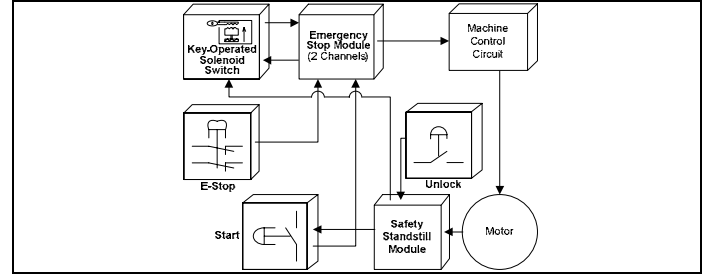 Key-Operated
Solenoid
Switch
Emergency
Stop Module
(2 Channels)
Machine
Control
Circuit
E-Stop
Unlock
Start
Safety
Standstill
Module
Motor